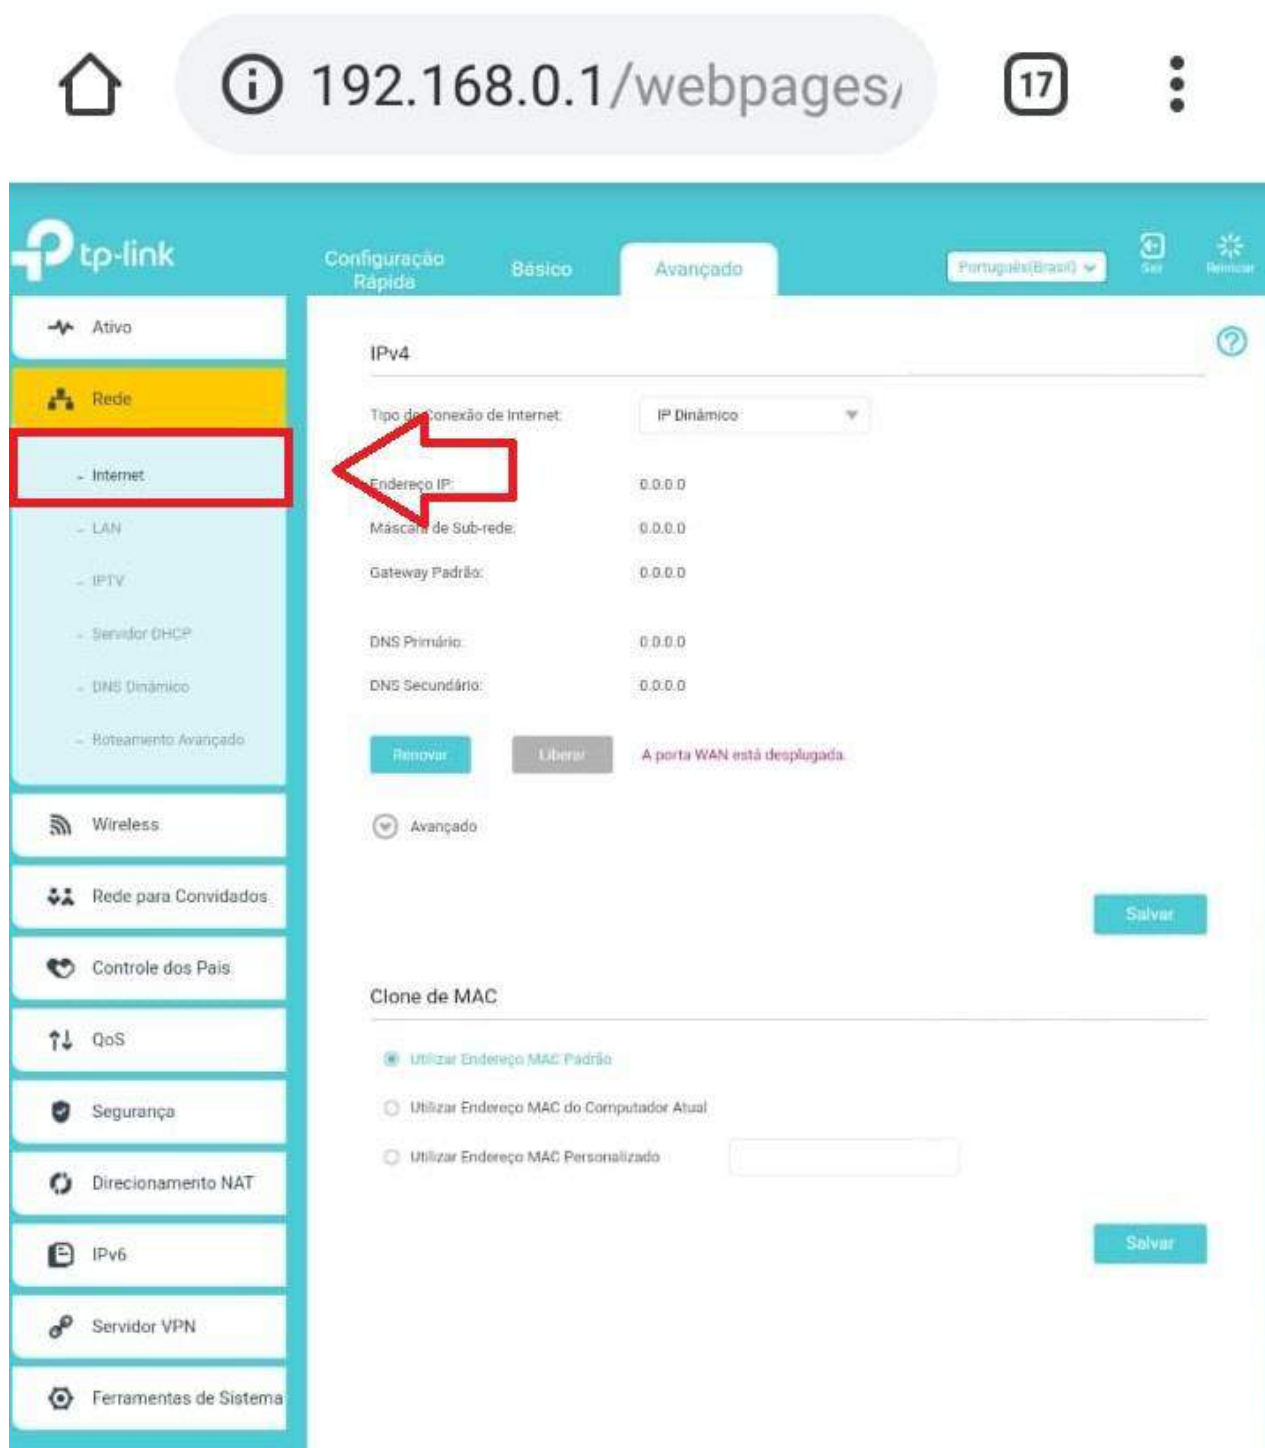 192.168.0.1/webpages/
17
tp-link
Configuração
Rápida
Básico
Avançado
Português(Brasil)
Sair
Reiniciar
Ativo
Rede
- Internet
- LAN
- IPTV
- Servidor DHCP
- DNS Dinâmico
- Roteamento Avançado
Wireless
Rede para Convidados
Controle dos Pais
QoS
Segurança
Direcionamento NAT
IPv6
Servidor VPN
Ferramentas de Sistema
IPv4
Tipo de Conexão de Internet: IP Dinâmico
Endereço IP: 0.0.0.0
Máscara de Sub-rede: 0.0.0.0
Gateway Padrão: 0.0.0.0
DNS Primário: 0.0.0.0
DNS Secundário: 0.0.0.0
Renovar Liberar A porta WAN está desplugada.
Avançado
Salvar
Clone de MAC
Utilizar Endereço MAC Padrão
Utilizar Endereço MAC do Computador Atual
Utilizar Endereço MAC Personalizado
Salvar